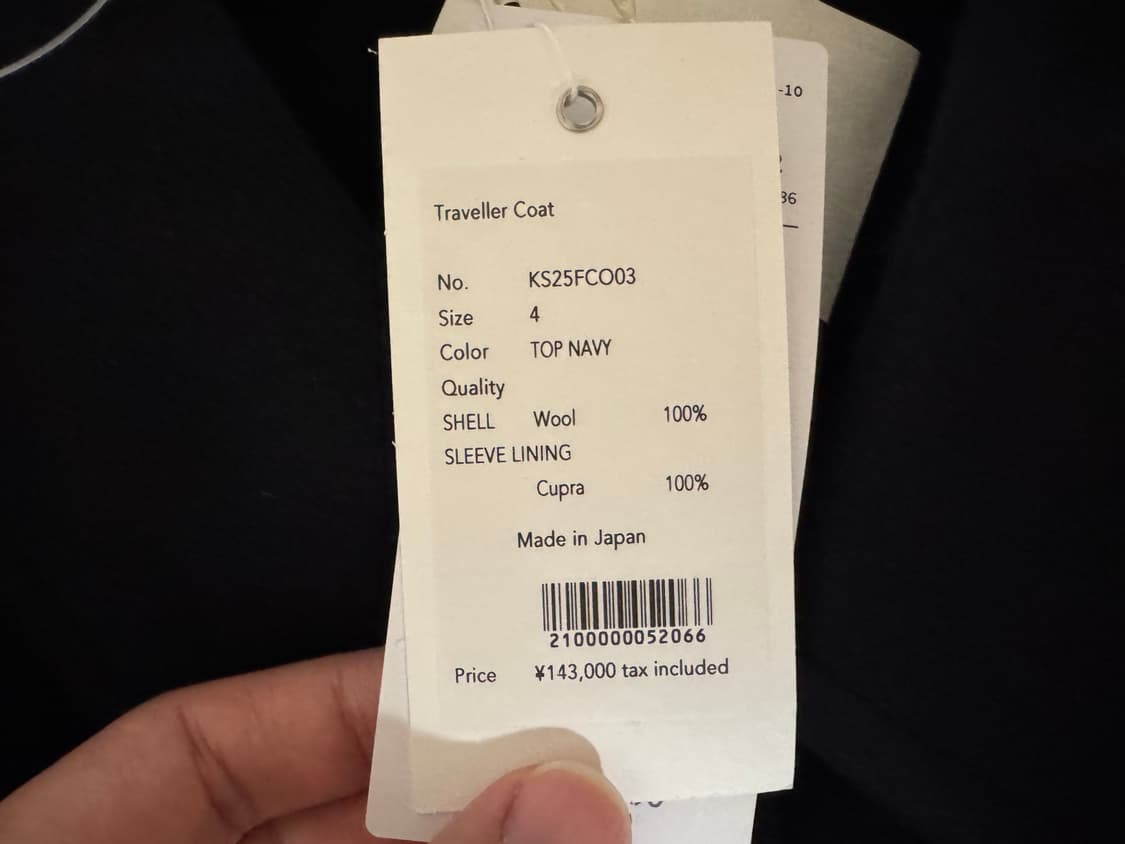 Traveller Coat
No. KS25FCO03
Size 4
Color TOP NAVY
Quality
SHELL Wool 100%
SLEEVE LINING
Cupra 100%
Made in Japan
2100000052066
Price ¥143,000 tax included
-10
36